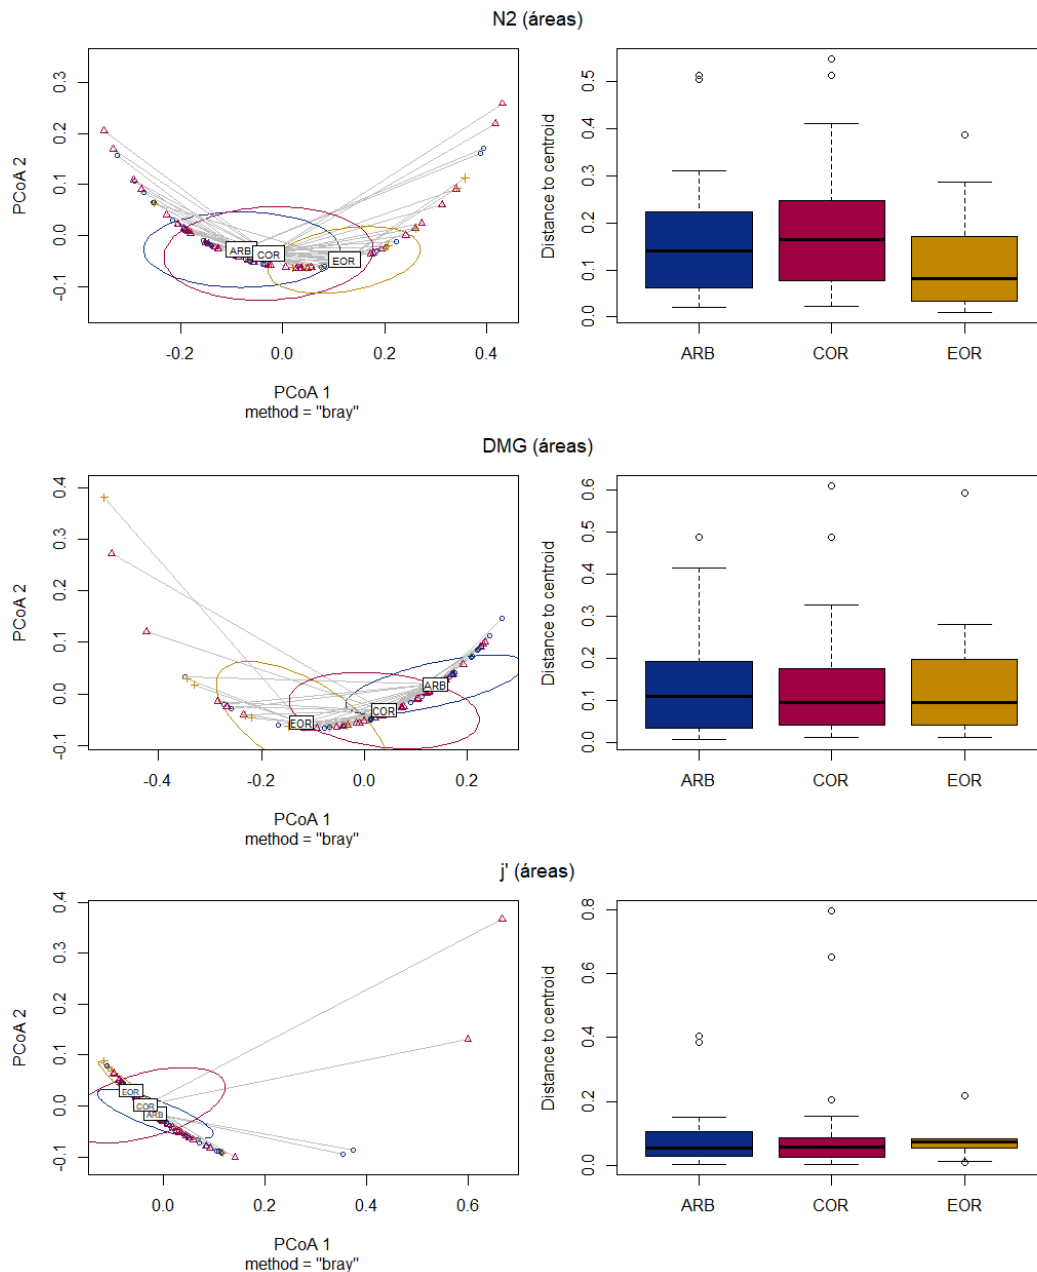 N2 (áreas)
PCoA 2
-0.1 0.0 0.1 0.2 0.3
ARB COR EOR
-0.2 0.0 0.2 0.4
PCoA 1
method = "bray"
Distance to centroid
0.0 0.1 0.2 0.3 0.4 0.5
ARB COR EOR
DMG (áreas)
PCoA 2
-0.1 0.0 0.1 0.2 0.3 0.4
EOR COR ARB
-0.4 -0.2 0.0 0.2
PCoA 1
method = "bray"
Distance to centroid
0.0 0.1 0.2 0.3 0.4 0.5 0.6
ARB COR EOR
j' (áreas)
PCoA 2
-0.1 0.0 0.1 0.2 0.3 0.4
EOR
COR
ARB
0.0 0.2 0.4 0.6
PCoA 1
method = "bray"
Distance to centroid
0.0 0.2 0.4 0.6 0.8
ARB COR EOR